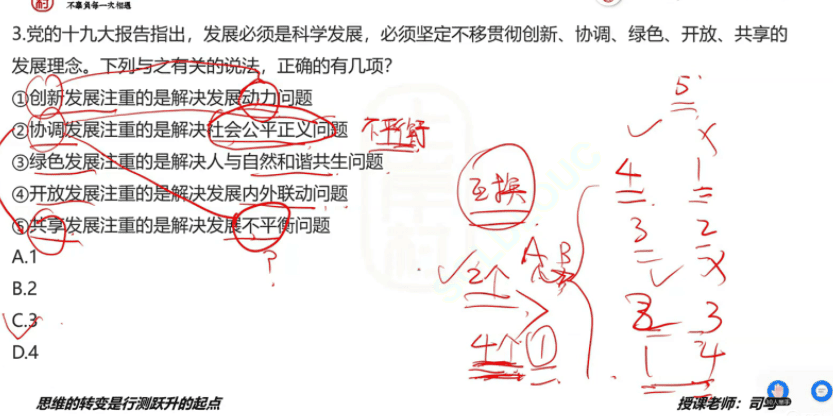 不辜负每一次相遇
3.党的十九大报告指出，发展必须是科学发展，必须坚定不移贯彻创新、协调、绿色、开放、共享的
发展理念。下列与之有关的说法，正确的有几项？
①创新发展注重的是解决发展动力问题
②协调发展注重的是解决社会公平正义问题 不平衡
③绿色发展注重的是解决人与自然和谐共生问题
④开放发展注重的是解决发展内外联动问题
⑤共享发展注重的是解决发展不平衡问题
A.1
B.2
C.3
D.4
5
互换
4 1
3 2
A B
2个
3
4个 ①
1 4
思维的转变是行测跃升的起点
授课老师：司马